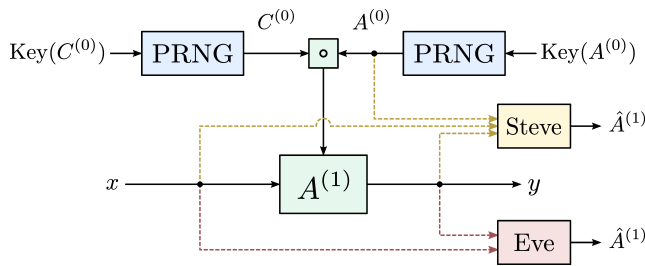 C^{(0)} A^{(0)}
Key(C^{(0)}) PRNG ∘ PRNG Key(A^{(0)})
Steve Â^{(1)}
x A^{(1)} y
Eve Â^{(1)}